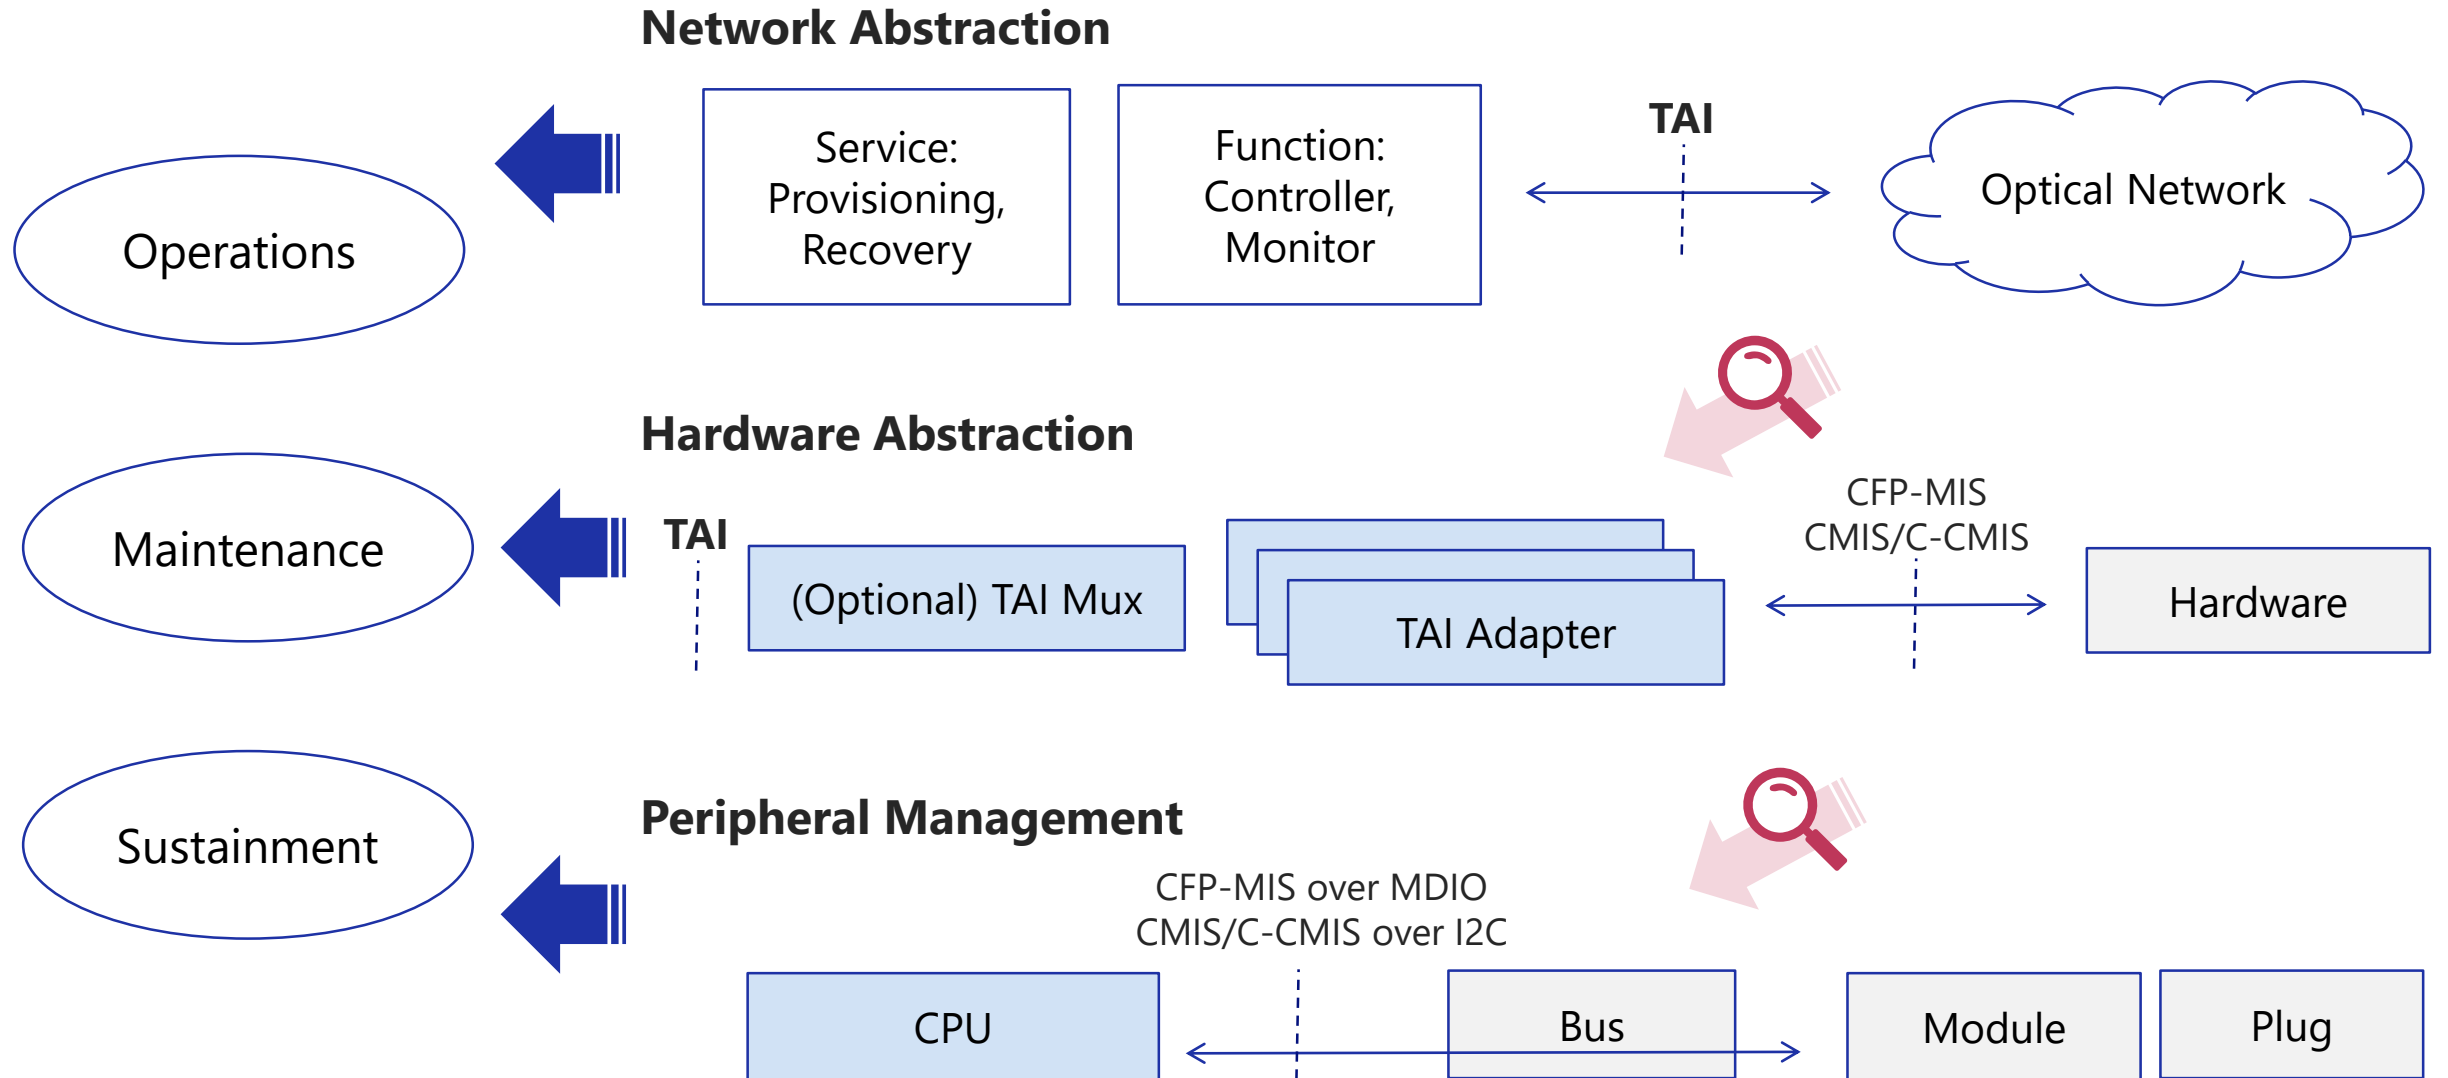 Network Abstraction
Operations
Service:
Provisioning,
Recovery
Function:
Controller,
Monitor
TAI
Optical Network
Hardware Abstraction
Maintenance
TAI
(Optional) TAI Mux
TAI Adapter
CFP-MIS
CMIS/C-CMIS
Hardware
Peripheral Management
Sustainment
CFP-MIS over MDIO
CMIS/C-CMIS over I2C
CPU
Bus
Module
Plug